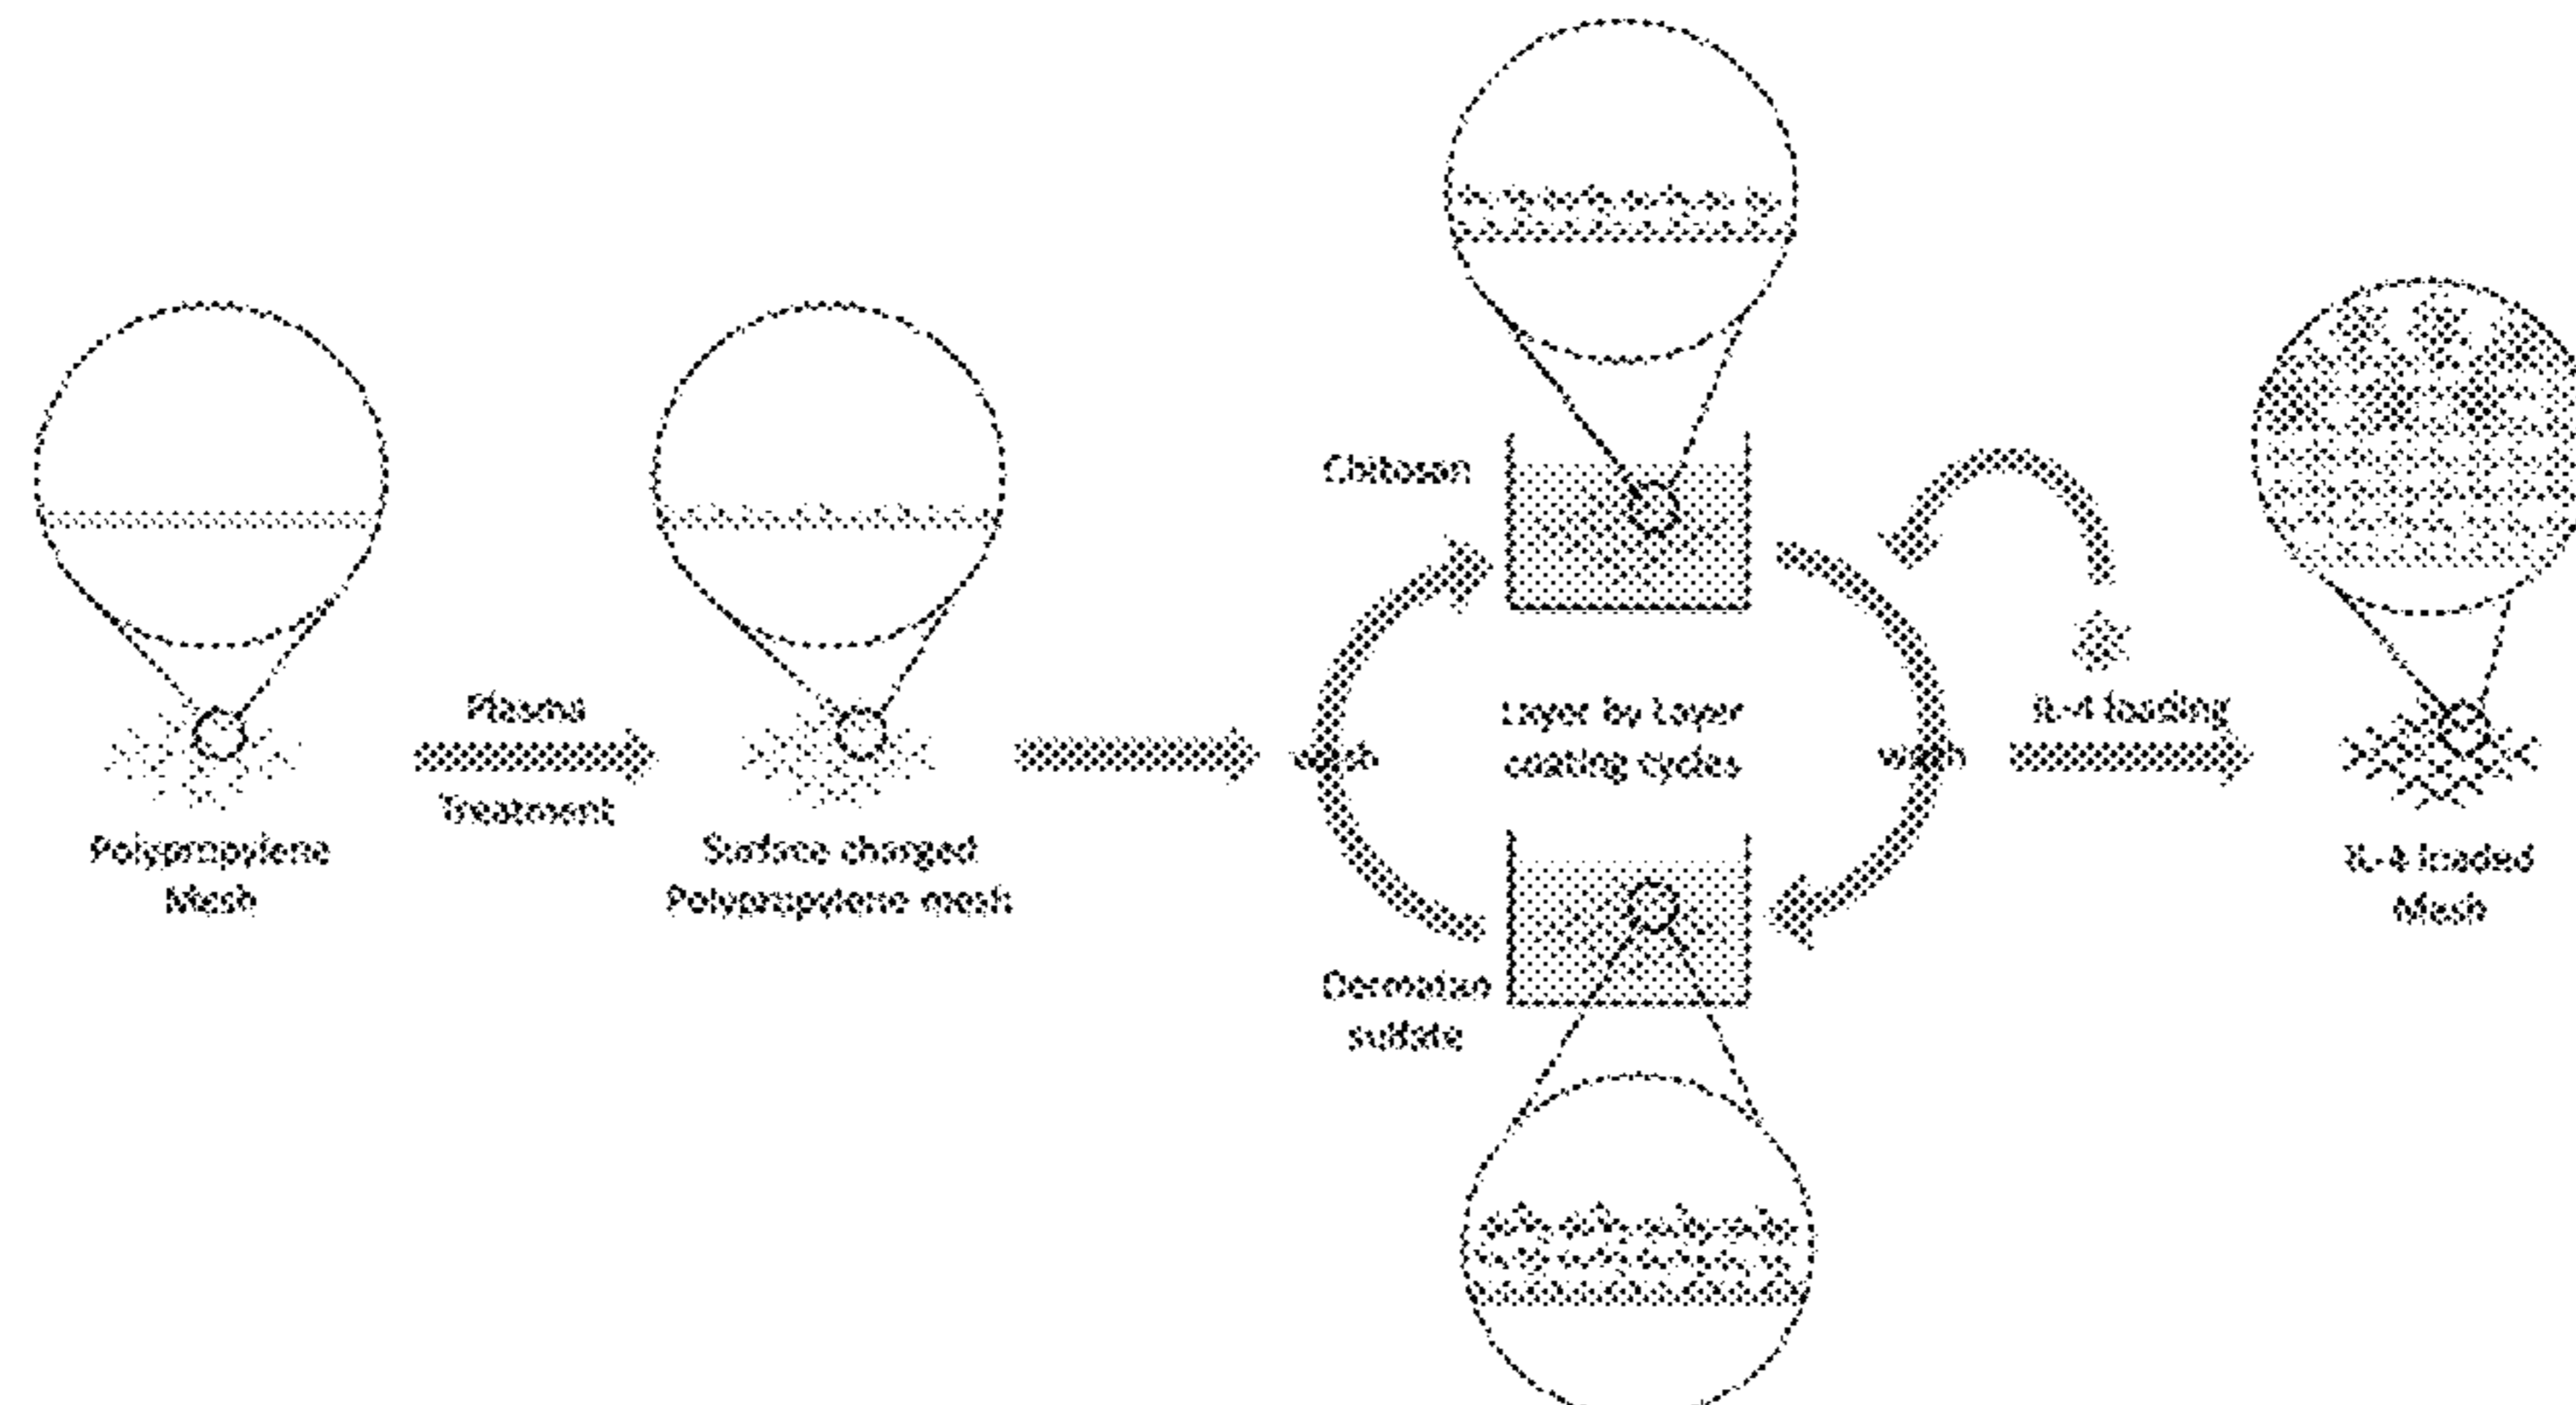 Chitosan
Plasma
Treatment
Polypropylene
Mesh
Surface charged
Polypropylene mesh
wash
Layer by Layer
coating cycles
wash
IL-4 loading
IL-4 loaded
Mesh
Dermatan
sulfate